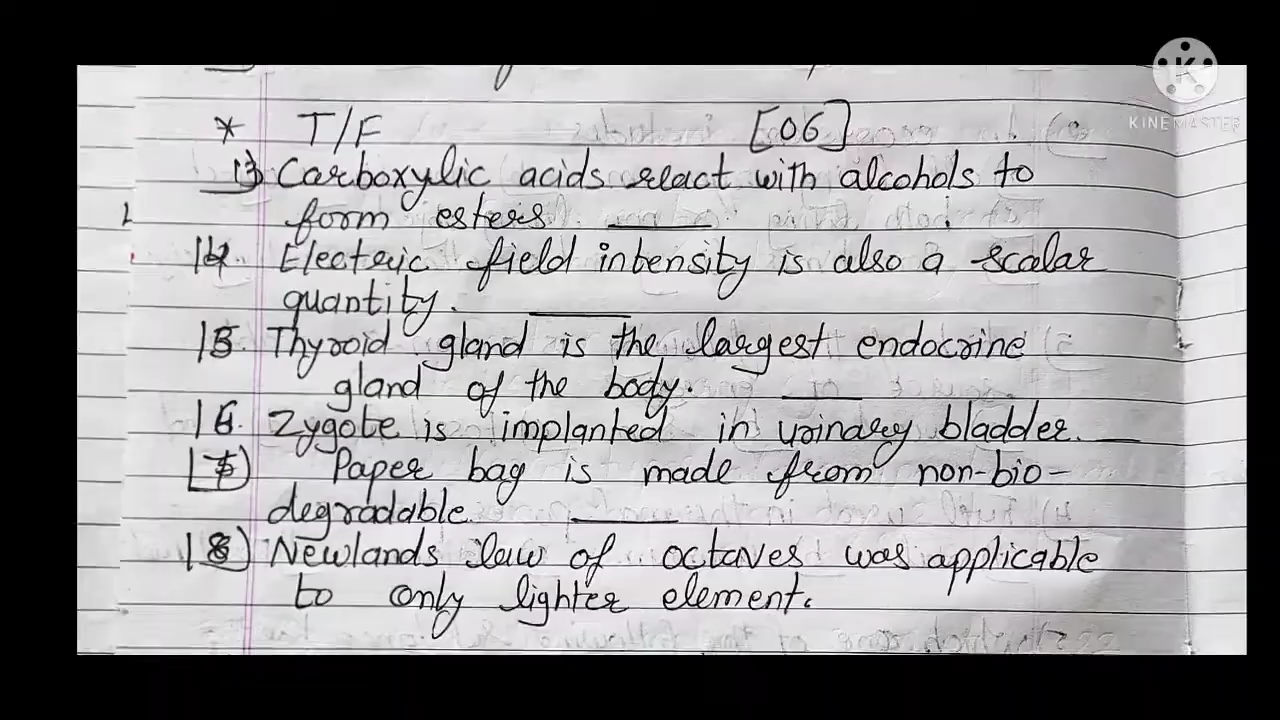 * T/F [06]
13) Carboxylic acids react with alcohols to
form esters ______
14. Electric field intensity is also a scalar
quantity. ______
15. Thyroid gland is the largest endocrine
gland of the body. ______
16. Zygote is implanted in urinary bladder. ____
17) Paper bag is made from non-bio-
degradable. ______
18) Newlands law of octaves was applicable
to only lighter element.
KINEMASTER